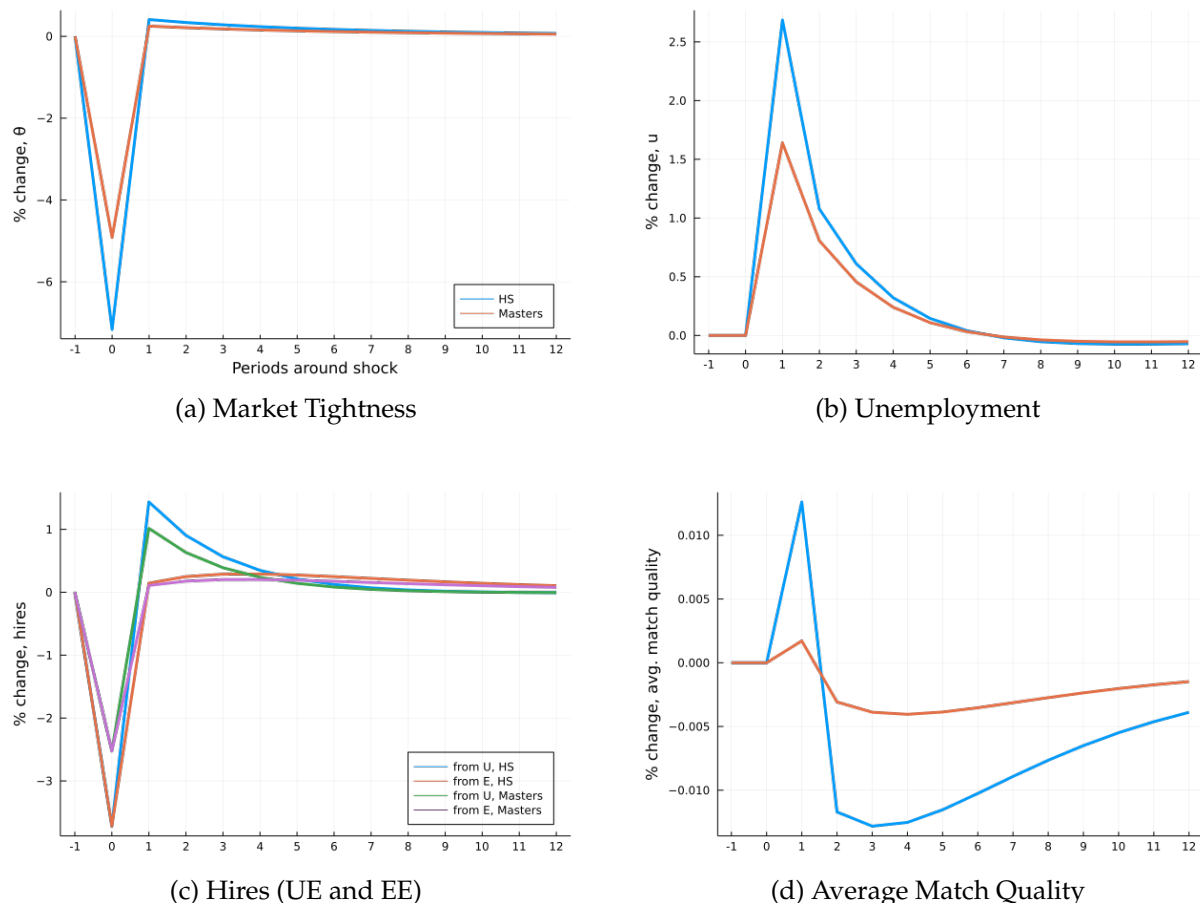 % change, θ
0
−2
−4
−6
HS
Masters
-1 0 1 2 3 4 5 6 7 8 9 10 11 12
Periods around shock
(a) Market Tightness
% change, u
2.5
2.0
1.5
1.0
0.5
0.0
-1 0 1 2 3 4 5 6 7 8 9 10 11 12
(b) Unemployment
% change, hires
1
0
−1
−2
−3
from U, HS
from E, HS
from U, Masters
from E, Masters
-1 0 1 2 3 4 5 6 7 8 9 10 11 12
(c) Hires (UE and EE)
% change, avg. match quality
0.010
0.005
0.000
−0.005
−0.010
-1 0 1 2 3 4 5 6 7 8 9 10 11 12
(d) Average Match Quality